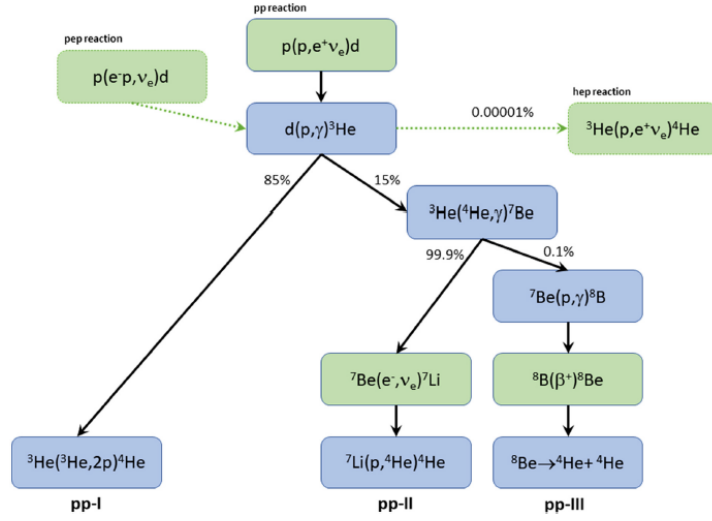 pp reaction
p(p,e⁺νₑ)d
pep reaction
p(e⁻p,νₑ)d
d(p,γ)³He
0.00001%
hep reaction
³He(p,e⁺νₑ)⁴He
85%
15%
³He(⁴He,γ)⁷Be
99.9%
0.1%
⁷Be(p,γ)⁸B
⁷Be(e⁻,νₑ)⁷Li
⁸B(β⁺)⁸Be
³He(³He,2p)⁴He
⁷Li(p,⁴He)⁴He
⁸Be→⁴He+ ⁴He
pp-I
pp-II
pp-III